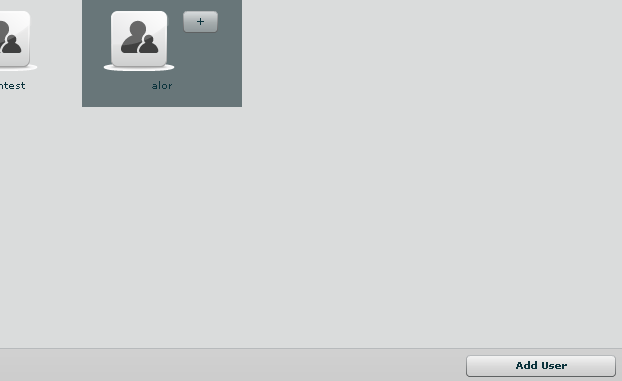 +
ntest
alor
Add User